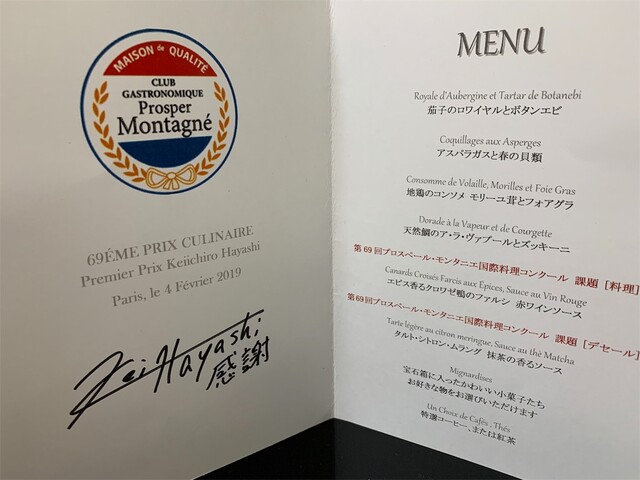 MAISON de QUALITÉ
CLUB
GASTRONOMIQUE
Prosper
Montagné
69ÉME PRIX CULINAIRE
Premier Prix Keiichiro Hayashi
Paris, le 4 Février 2019
Kei Hayashi
感謝
MENU
Royale d'Aubergine et Tartar de Botanebi
茄子のロワイヤルとボタンエビ
Coquillages aux Asperges
アスパラガスと春の貝類
Consomme de Volaille, Morilles et Foie Gras
地鶏のコンソメ モリーユ茸とフォアグラ
Dorade à la Vapeur et de Courgette
天然鯛のア・ラ・ヴァプールとズッキーニ
第69回プロスペール・モンタニエ国際料理コンクール 課題 [料理]
Canards Croisés Farcis aux Épices, Sauce au Vin Rouge
エピス香るクロワゼ鴨のファルシ 赤ワインソース
第69回プロスペール・モンタニエ国際料理コンクール 課題 [デセール]
Tarte légère au citron meringue, Sauce au thè Matcha
タルト・シトロン・ムラング 抹茶の香るソース
Mignardises
宝石箱に入ったかわいい小菓子たち
お好きな物をお選びいただけます
Un Choix de Cafés , Thés
特選コーヒー、または紅茶